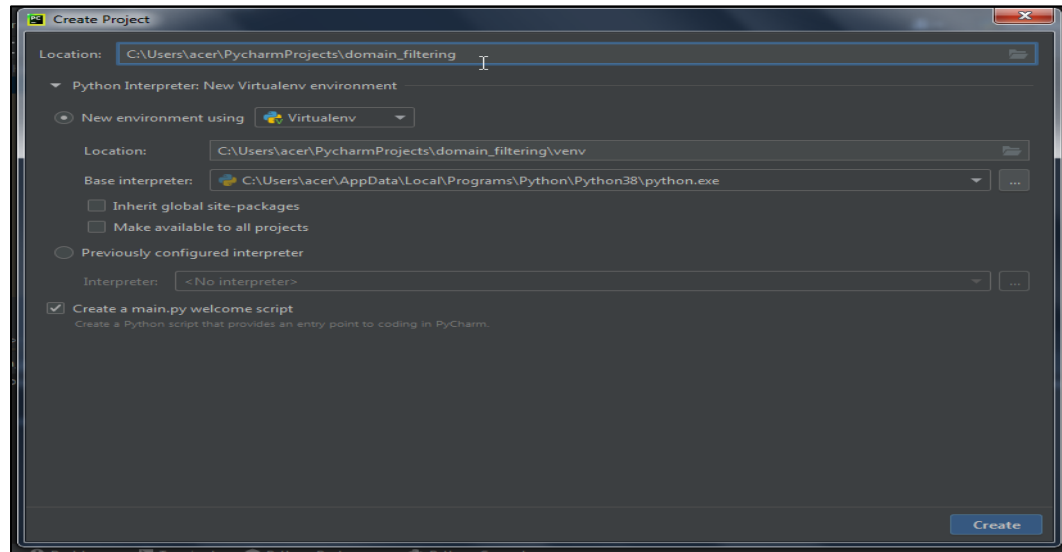 PC Create Project
Location: C:\Users\acer\PycharmProjects\domain_filtering
Python Interpreter: New Virtualenv environment
New environment using Virtualenv
Location: C:\Users\acer\PycharmProjects\domain_filtering\venv
Base interpreter: C:\Users\acer\AppData\Local\Programs\Python\Python38\python.exe ...
Inherit global site-packages
Make available to all projects
Previously configured interpreter
Interpreter: <No interpreter> ...
Create a main.py welcome script
Create a Python script that provides an entry point to coding in PyCharm.
Create